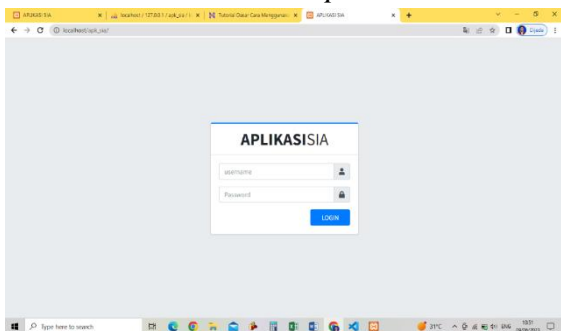 APLIKASI SIA
localhost / 127.0.0.1 / apk_sia / t
Tutorial Dasar Cara Menggunakan
APLIKASI SIA
localhost/apk_sia/
APLIKASISIA
username
Password
LOGIN
Type here to search
31°C
ENG